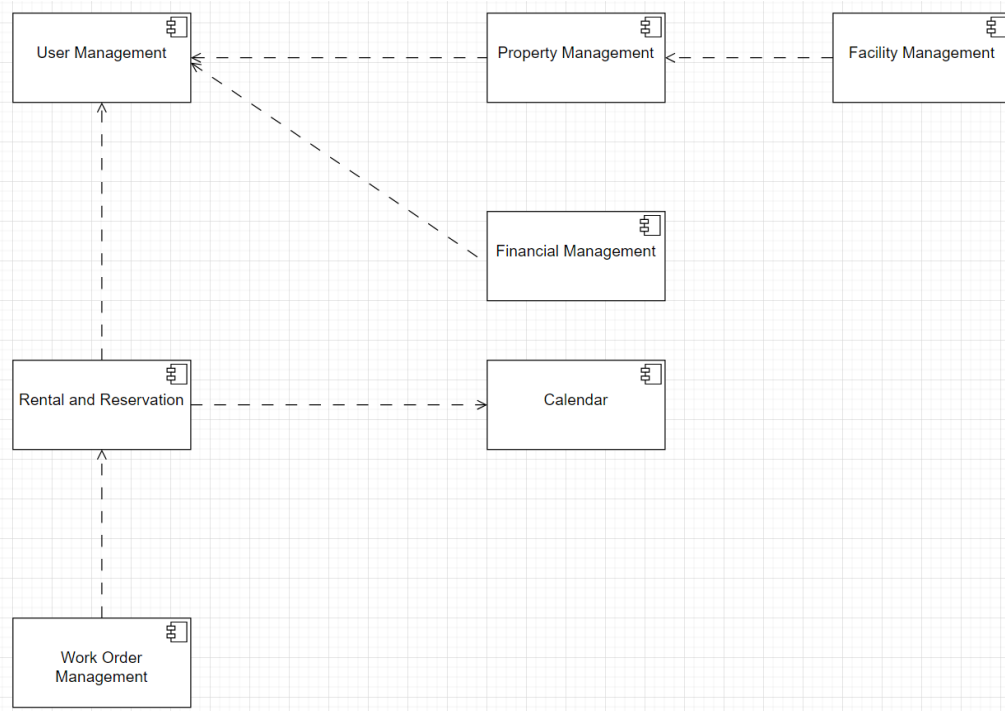 User Management
Property Management
Facility Management
Financial Management
Rental and Reservation
Calendar
Work Order
Management